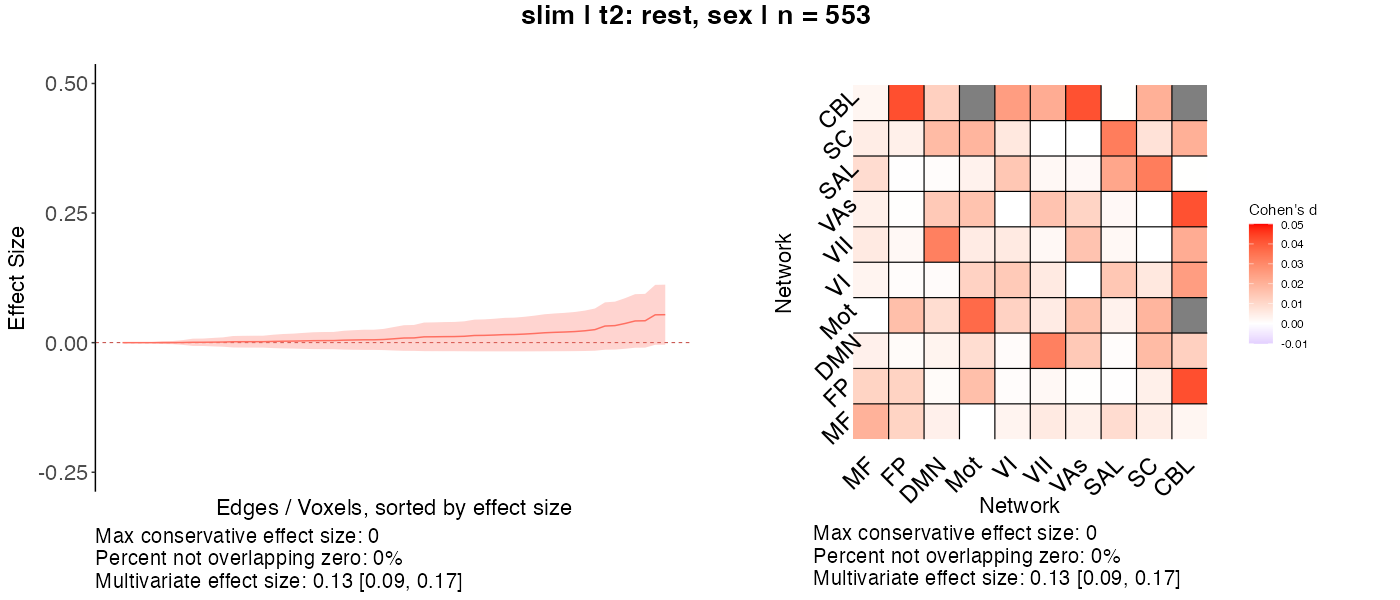 slim | t2: rest, sex | n = 553
0.50
0.25
0.00
-0.25
Effect Size
Edges / Voxels, sorted by effect size
Max conservative effect size: 0
Percent not overlapping zero: 0%
Multivariate effect size: 0.13 [0.09, 0.17]
CBL
SC
SAL
VAs
VII
VI
Mot
DMN
FP
MF
Network
MF
FP
DMN
Mot
VI
VII
VAs
SAL
SC
CBL
Network
Max conservative effect size: 0
Percent not overlapping zero: 0%
Multivariate effect size: 0.13 [0.09, 0.17]
Cohen's d
0.05
0.04
0.03
0.02
0.01
0.00
-0.01